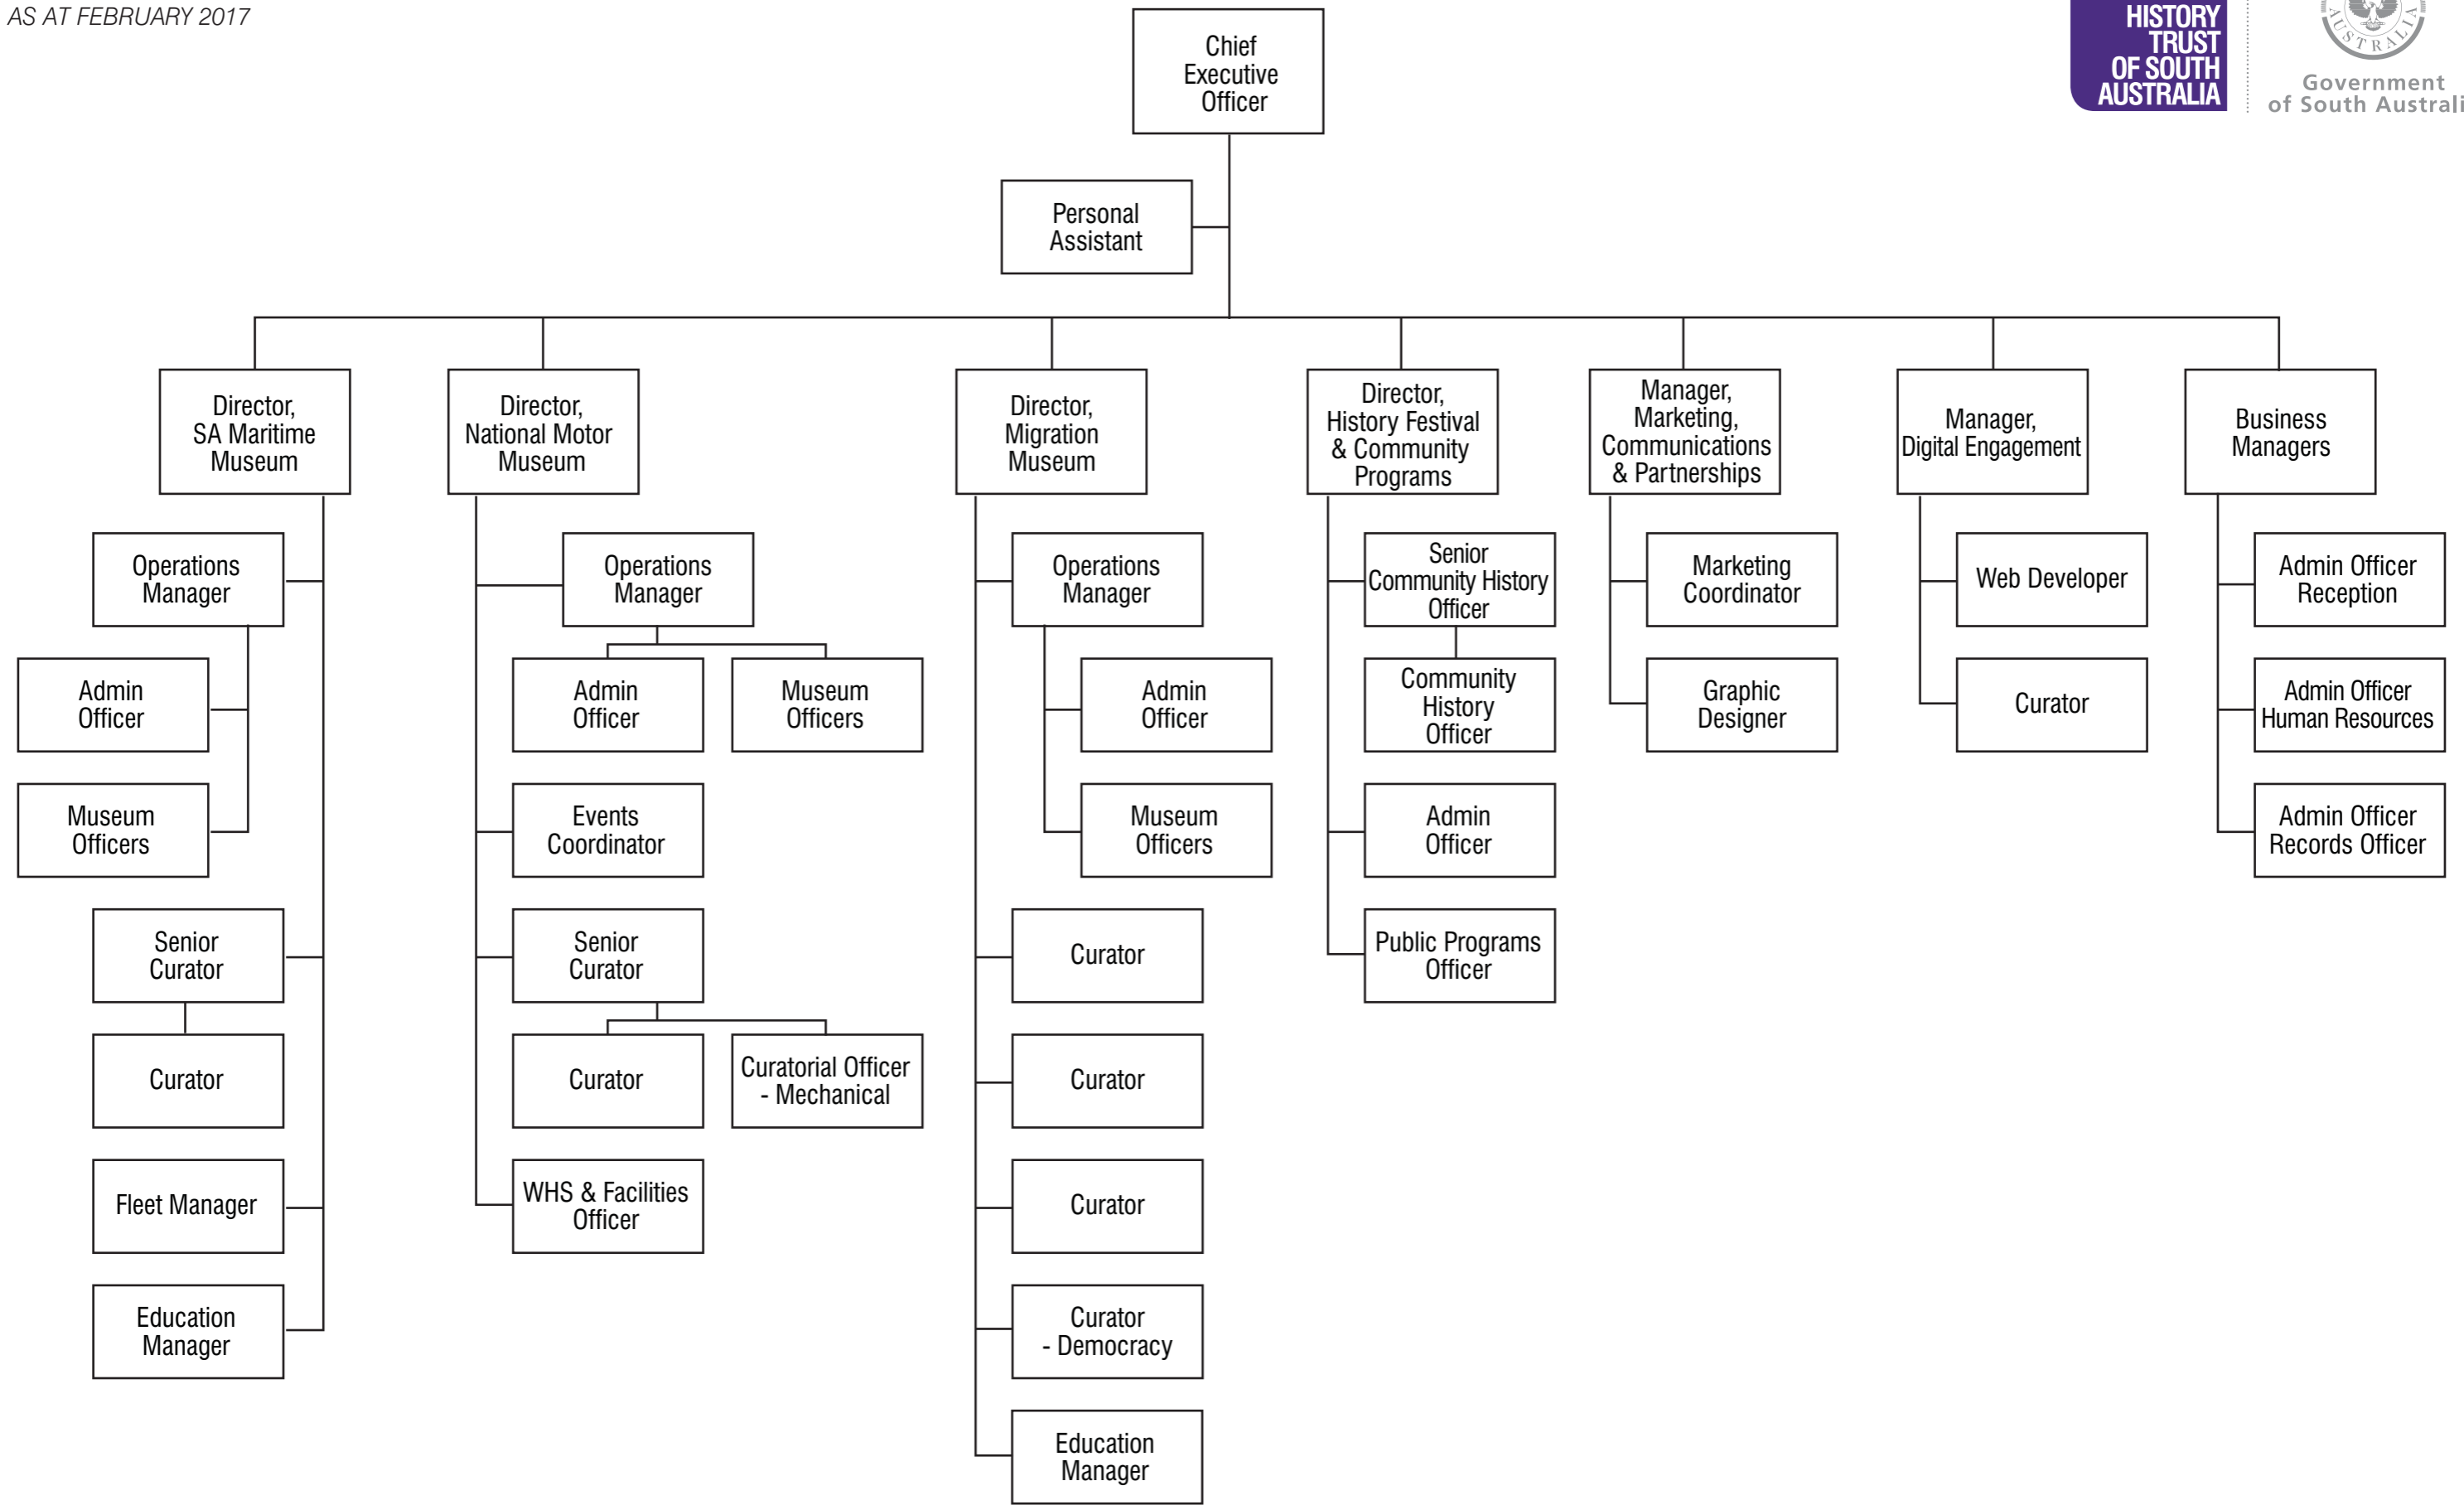 AS AT FEBRUARY 2017
HISTORY
TRUST
OF SOUTH
AUSTRALIA
AUSTRALIA
Government
of South Australi
Chief
Executive
Officer
Personal
Assistant
Director,
SA Maritime
Museum
Director,
National Motor
Museum
Director,
Migration
Museum
Director,
History Festival
& Community
Programs
Manager,
Marketing,
Communications
& Partnerships
Manager,
Digital Engagement
Business
Managers
Operations
Manager
Admin
Officer
Museum
Officers
Senior
Curator
Curator
Fleet Manager
Education
Manager
Operations
Manager
Admin
Officer
Museum
Officers
Events
Coordinator
Senior
Curator
Curator
Curatorial Officer
- Mechanical
WHS & Facilities
Officer
Operations
Manager
Admin
Officer
Museum
Officers
Curator
Curator
Curator
Curator
- Democracy
Education
Manager
Senior
Community History
Officer
Community
History
Officer
Admin
Officer
Public Programs
Officer
Marketing
Coordinator
Graphic
Designer
Web Developer
Curator
Admin Officer
Reception
Admin Officer
Human Resources
Admin Officer
Records Officer